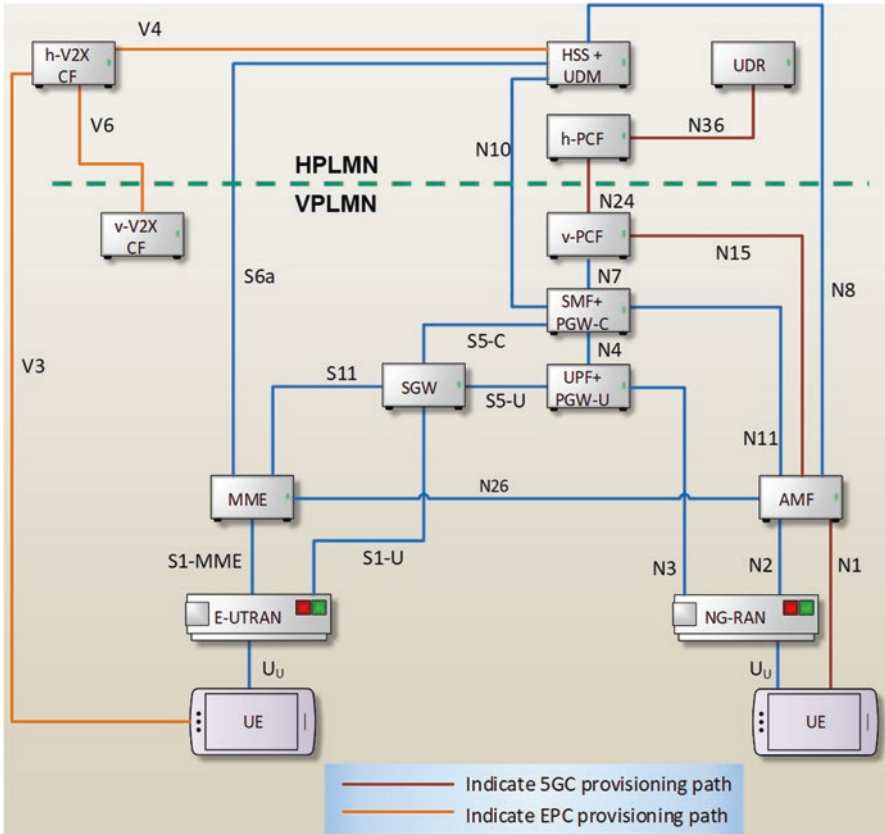 V4
h-V2X
CF
HSS +
UDM
UDR
V6
N10
h-PCF
N36
HPLMN
VPLMN
N24
v-V2X
CF
v-PCF
N15
S6a
N7
N8
SMF+
PGW-C
S5-C
N4
V3
S11
SGW
S5-U
UPF+
PGW-U
N11
MME
N26
AMF
S1-MME
S1-U
N3
N2
N1
E-UTRAN
NG-RAN
UU
UU
UE
UE
Indicate 5GC provisioning path
Indicate EPC provisioning path